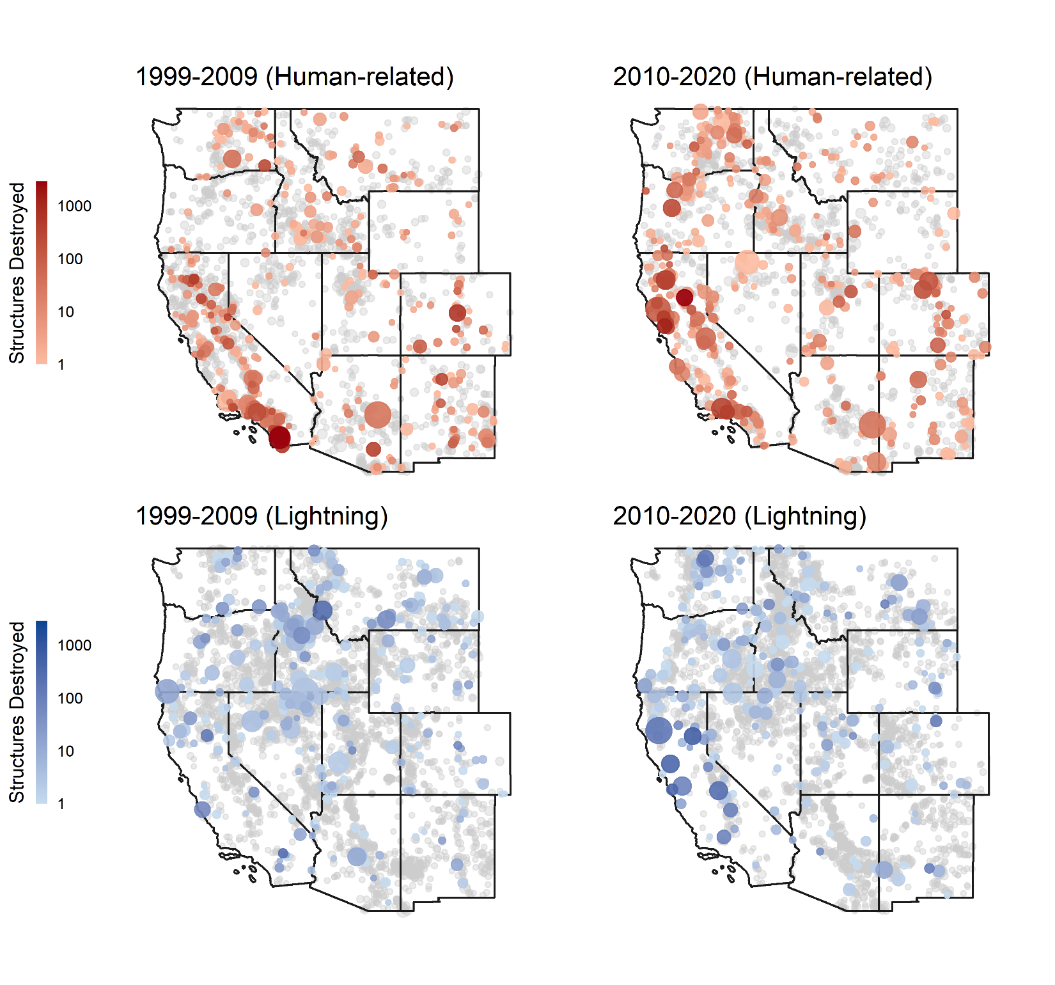 1999-2009 (Human-related)
2010-2020 (Human-related)
Structures Destroyed
1000
100
10
1
1999-2009 (Lightning)
2010-2020 (Lightning)
Structures Destroyed
1000
100
10
1